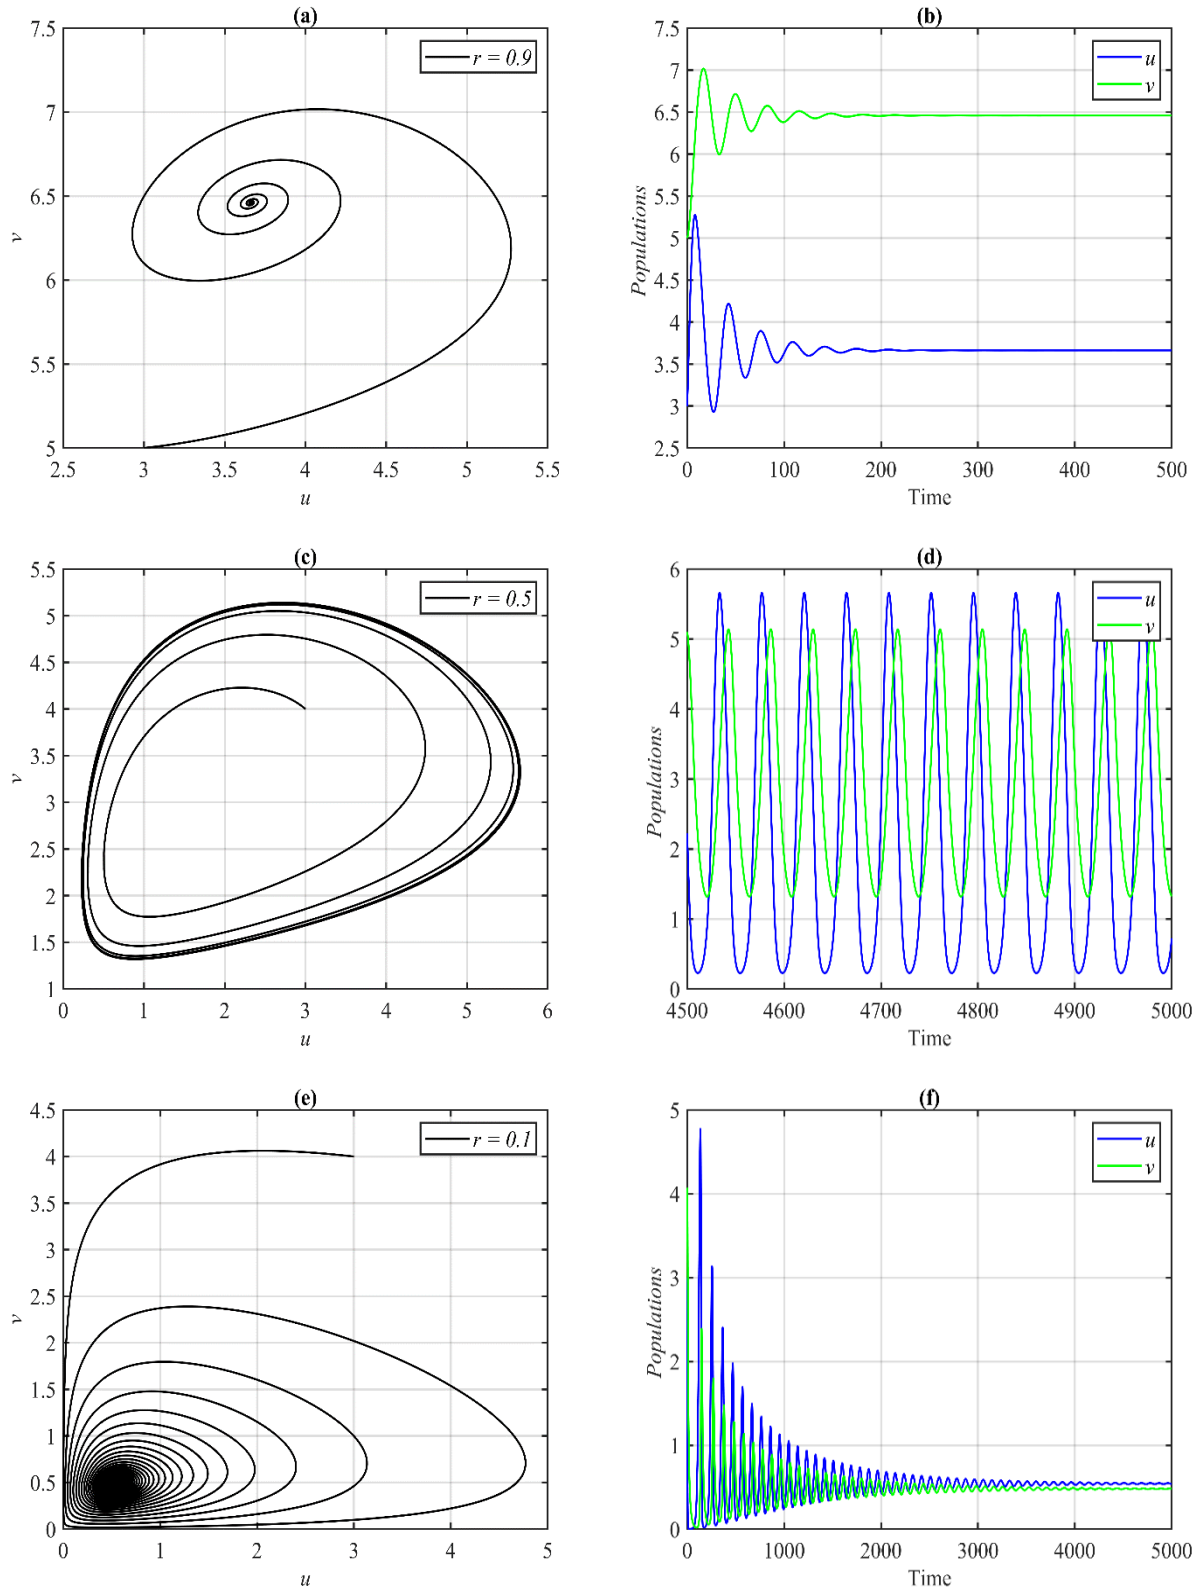 (a)
7.5
7
6.5
6
5.5
5
2.5 3 3.5 4 4.5 5 5.5
u
v
r = 0.9
(b)
7.5
7
6.5
6
5.5
5
4.5
4
3.5
3
2.5
0 100 200 300 400 500
Time
Populations
u
v
(c)
5.5
5
4.5
4
3.5
3
2.5
2
1.5
1
0 1 2 3 4 5 6
u
v
r = 0.5
(d)
6
5
4
3
2
1
0
4500 4600 4700 4800 4900 5000
Time
Populations
u
v
(e)
4.5
4
3.5
3
2.5
2
1.5
1
0.5
0
0 1 2 3 4 5
u
v
r = 0.1
(f)
5
4
3
2
1
0
0 1000 2000 3000 4000 5000
Time
Populations
u
v